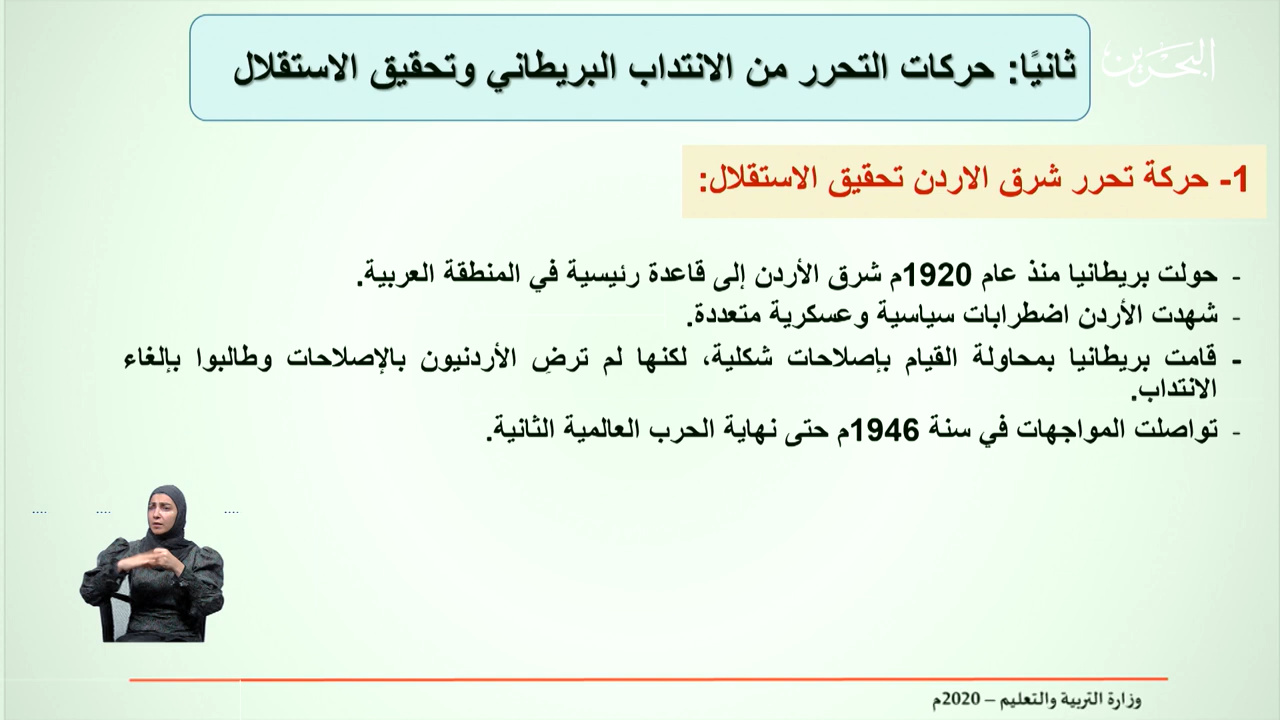 البحرين
ثانيًا: حركات التحرر من الانتداب البريطاني وتحقيق الاستقلال
1- حركة تحرر شرق الاردن تحقيق الاستقلال:
- حولت بريطانيا منذ عام 1920م شرق الأردن إلى قاعدة رئيسية في المنطقة العربية.
- شهدت الأردن اضطرابات سياسية وعسكرية متعددة.
- قامت بريطانيا بمحاولة القيام بإصلاحات شكلية، لكنها لم ترضِ الأردنيون بالإصلاحات وطالبوا بإلغاء
الانتداب.
- تواصلت المواجهات في سنة 1946م حتى نهاية الحرب العالمية الثانية.
وزارة التربية والتعليم – 2020م